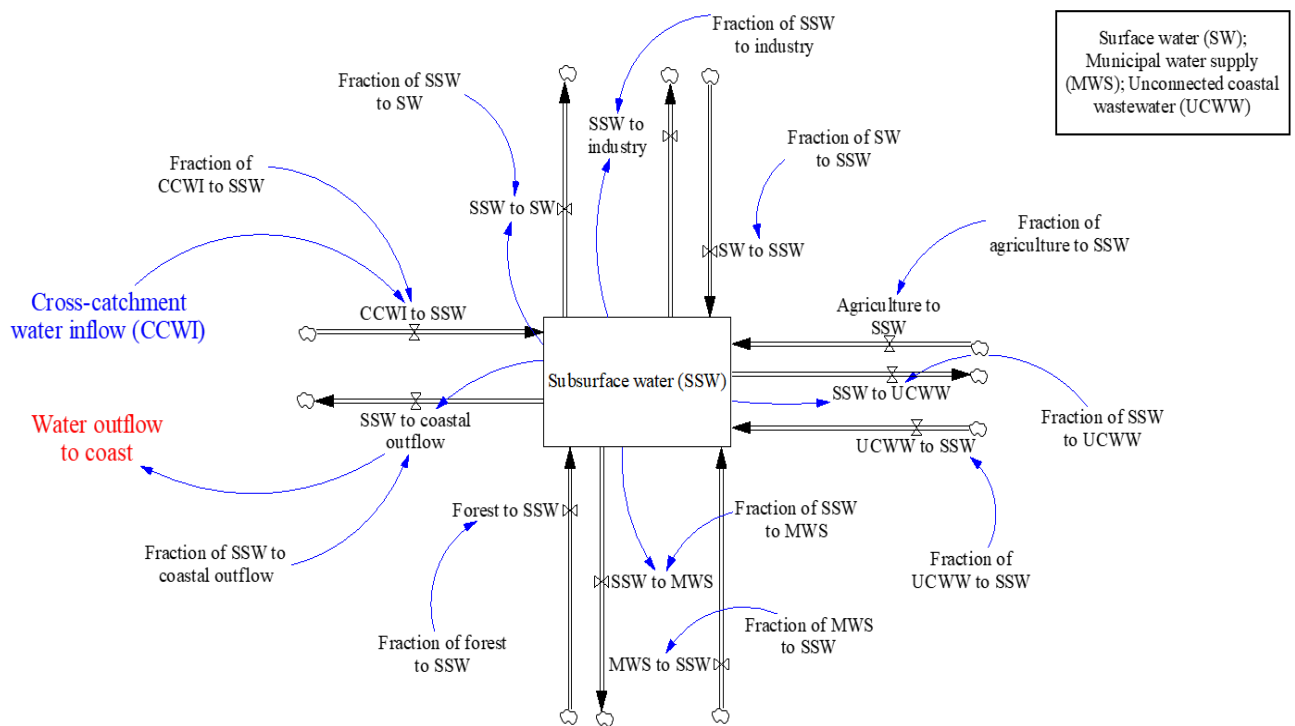 Fraction of SSW
to industry
Surface water (SW);
Municipal water supply
(MWS); Unconnected coastal
wastewater (UCWW)
Fraction of SSW
to SW
SSW to
industry
Fraction of SW
to SSW
Fraction of
CCWI to SSW
SSW to SW
SW to SSW
Fraction of
agriculture to SSW
Cross-catchment
water inflow (CCWI)
CCWI to SSW
Agriculture to
SSW
Subsurface water (SSW)
SSW to UCWW
Fraction of SSW
to UCWW
Water outflow
to coast
SSW to coastal
outflow
UCWW to SSW
Forest to SSW
Fraction of SSW
to MWS
Fraction of SSW to
coastal outflow
Fraction of
UCWW to SSW
SSW to MWS
Fraction of forest
to SSW
MWS to SSW
Fraction of MWS
to SSW